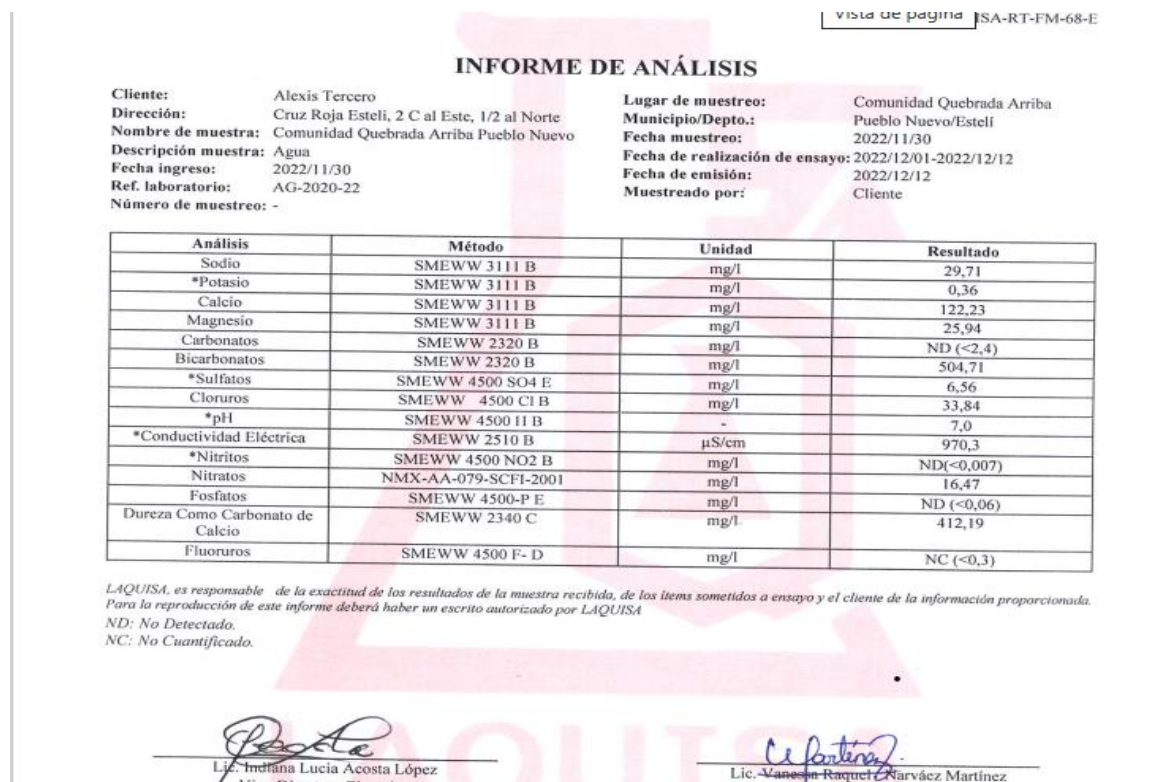 Vista de página ISA-RT-FM-68-E
INFORME DE ANÁLISIS
Cliente: Alexis Tercero
Dirección: Cruz Roja Estelí, 2 C al Este, 1/2 al Norte
Nombre de muestra: Comunidad Quebrada Arriba Pueblo Nuevo
Descripción muestra: Agua
Fecha ingreso: 2022/11/30
Ref. laboratorio: AG-2020-22
Número de muestreo: -
Lugar de muestreo: Comunidad Quebrada Arriba
Municipio/Depto.: Pueblo Nuevo/Estelí
Fecha muestreo: 2022/11/30
Fecha de realización de ensayo: 2022/12/01-2022/12/12
Fecha de emisión: 2022/12/12
Muestreado por: Cliente
Análisis Método Unidad Resultado
Sodio SMEWW 3111 B mg/l 29,71
*Potasio SMEWW 3111 B mg/l 0,36
Calcio SMEWW 3111 B mg/l 122,23
Magnesio SMEWW 3111 B mg/l 25,94
Carbonatos SMEWW 2320 B mg/l ND (<2,4)
Bicarbonatos SMEWW 2320 B mg/l 504,71
*Sulfatos SMEWW 4500 SO4 E mg/l 6,56
Cloruros SMEWW 4500 Cl B mg/l 33,84
*pH SMEWW 4500 H B - 7,0
*Conductividad Eléctrica SMEWW 2510 B µS/cm 970,3
*Nitritos SMEWW 4500 NO2 B mg/l ND(<0,007)
Nitratos NMX-AA-079-SCFI-2001 mg/l 16,47
Fosfatos SMEWW 4500-P E mg/l ND (<0,06)
Dureza Como Carbonato de SMEWW 2340 C mg/l 412,19
Calcio
Fluoruros SMEWW 4500 F- D mg/l NC (<0,3)
LAQUISA, es responsable de la exactitud de los resultados de la muestra recibida, de los ítems sometidos a ensayo y el cliente de la información proporcionada.
Para la reproducción de este informe deberá haber un escrito autorizado por LAQUISA
ND: No Detectado.
NC: No Cuantificado.
LAQUISA
Lic. Indiana Lucia Acosta López
Lic. Vanessa Raquel Narváez Martínez